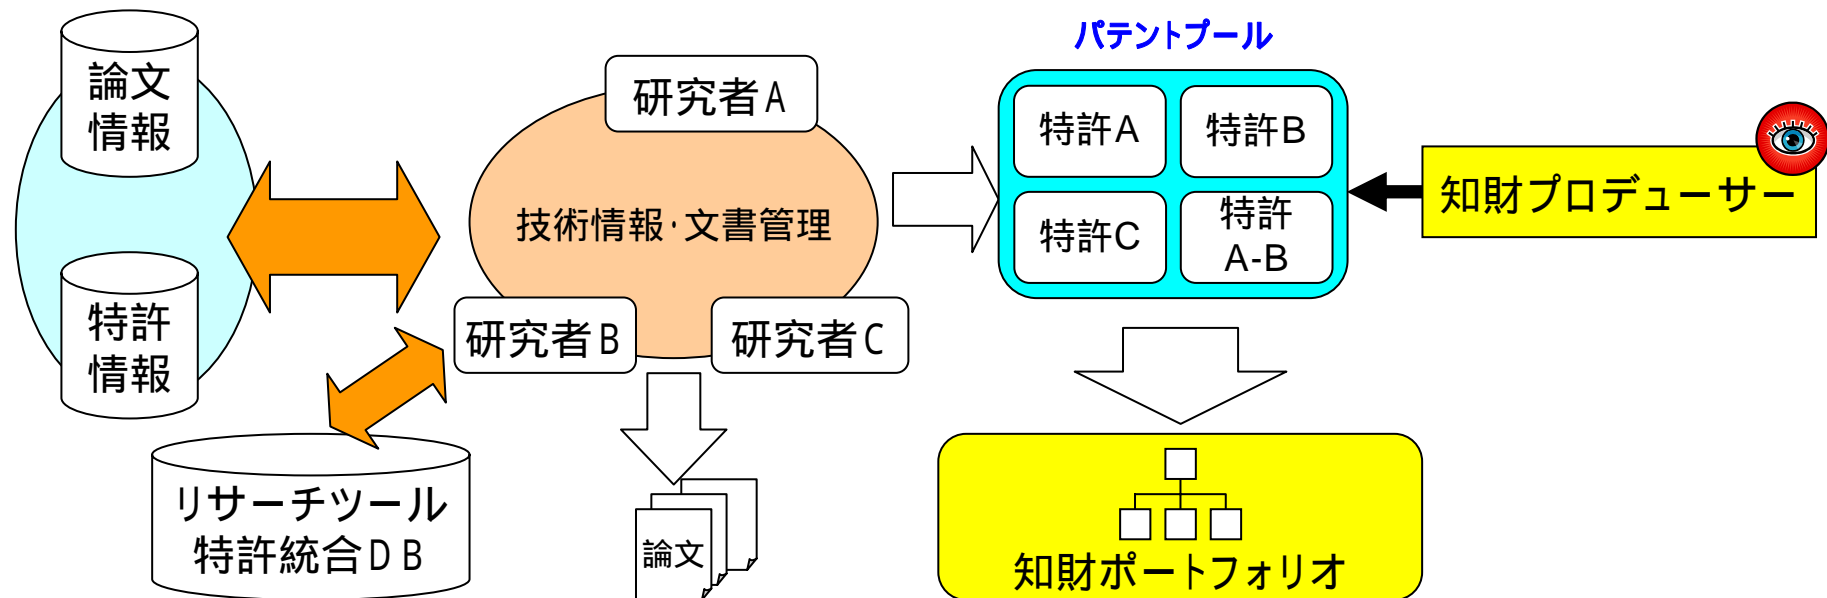 論文
情報
特許
情報
リサーチツール
特許統合DB
研究者A
技術情報・文書管理
研究者B
研究者C
論文
パテントプール
特許A
特許B
特許C
特許
A-B
知財プロデューサー
知財ポートフォリオ